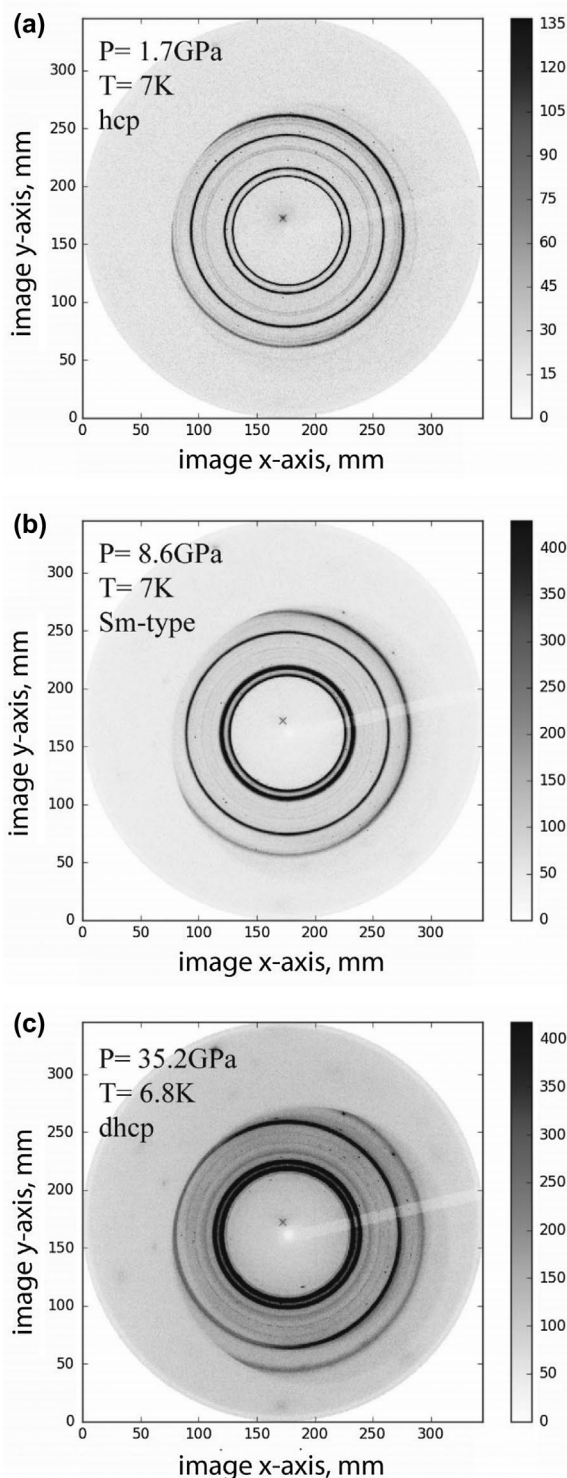 (a)
P= 1.7GPa
T= 7K
hcp
image y-axis, mm
300
250
200
150
100
50
0
0 50 100 150 200 250 300
image x-axis, mm
135
120
105
90
75
60
45
30
15
0
(b)
P= 8.6GPa
T= 7K
Sm-type
image y-axis, mm
300
250
200
150
100
50
0
0 50 100 150 200 250 300
image x-axis, mm
400
350
300
250
200
150
100
50
0
(c)
P= 35.2GPa
T= 6.8K
dhcp
image y-axis, mm
300
250
200
150
100
50
0
0 50 100 150 200 250 300
image x-axis, mm
400
350
300
250
200
150
100
50
0